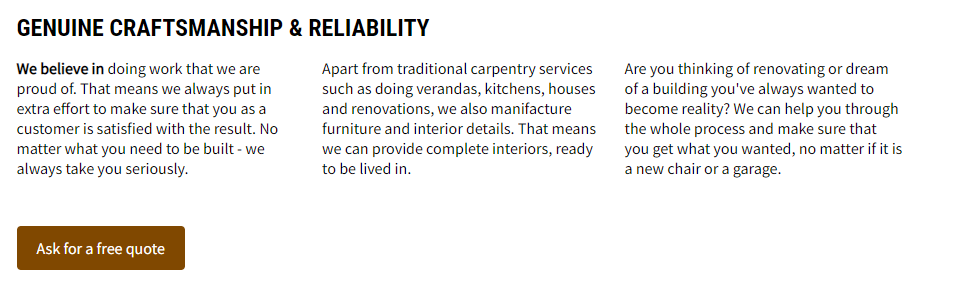 GENUINE CRAFTSMANSHIP & RELIABILITY
We believe in doing work that we are
proud of. That means we always put in
extra effort to make sure that you as a
customer is satisfied with the result. No
matter what you need to be built - we
always take you seriously.
Apart from traditional carpentry services
such as doing verandas, kitchens, houses
and renovations, we also manifacture
furniture and interior details. That means
we can provide complete interiors, ready
to be lived in.
Are you thinking of renovating or dream
of a building you've always wanted to
become reality? We can help you through
the whole process and make sure that
you get what you wanted, no matter if it is
a new chair or a garage.
Ask for a free quote